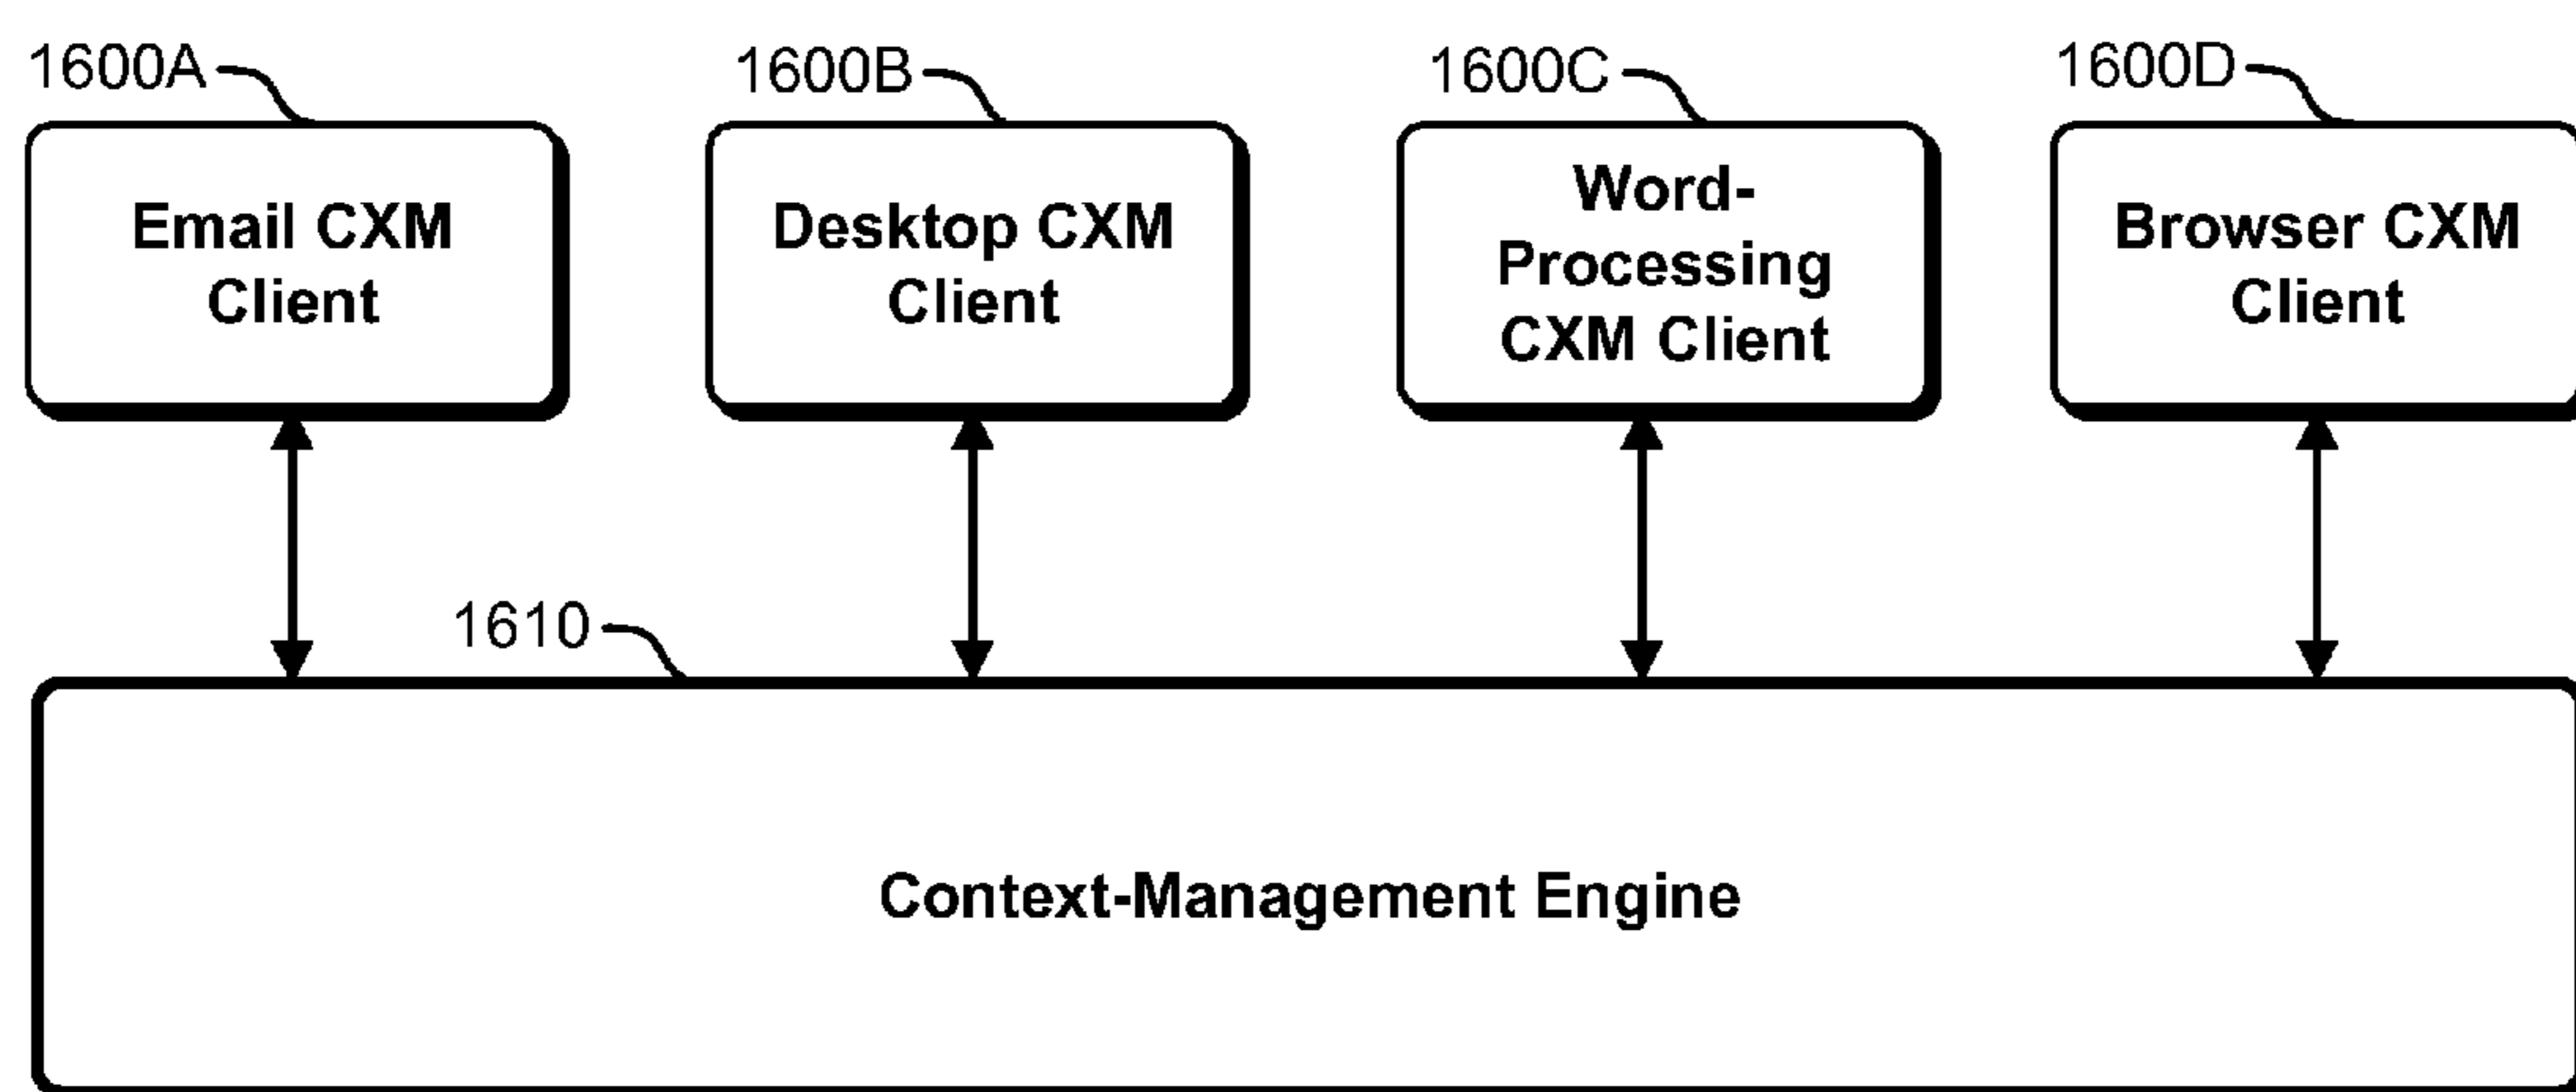 1600A
1600B
1600C
1600D
Email CXM
Client
Desktop CXM
Client
Word-
Processing
CXM Client
Browser CXM
Client
1610
Context-Management Engine